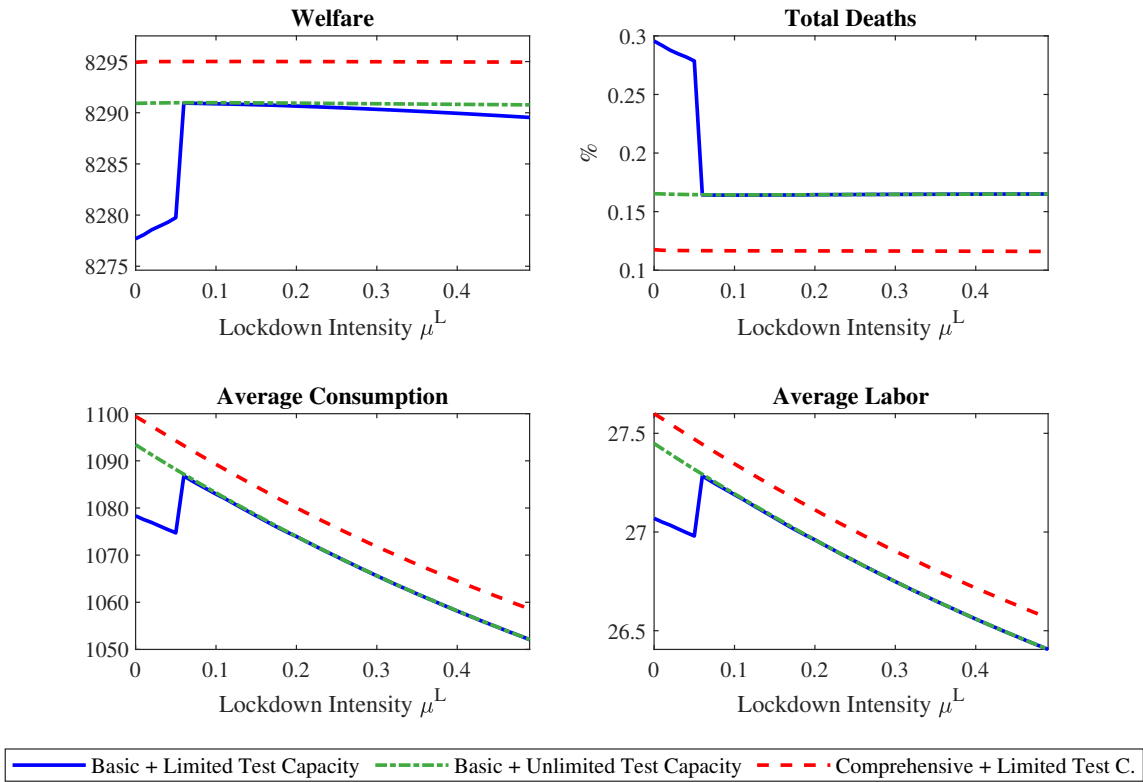 Welfare
8295
8290
8285
8280
8275
0 0.1 0.2 0.3 0.4
Lockdown Intensity μ^L
Total Deaths
%
0.3
0.25
0.2
0.15
0.1
0 0.1 0.2 0.3 0.4
Lockdown Intensity μ^L
Average Consumption
1100
1090
1080
1070
1060
1050
0 0.1 0.2 0.3 0.4
Lockdown Intensity μ^L
Average Labor
27.5
27
26.5
0 0.1 0.2 0.3 0.4
Lockdown Intensity μ^L
Basic + Limited Test Capacity Basic + Unlimited Test Capacity Comprehensive + Limited Test C.